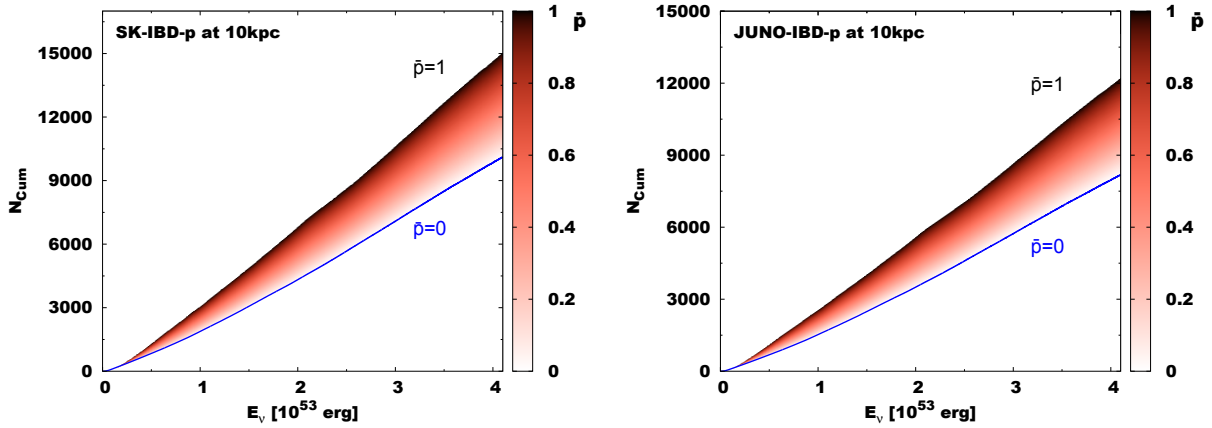 SK-IBD-p at 10kpc
p̄=1
p̄=0
N_Cum
15000
12000
9000
6000
3000
0
0 1 2 3 4
E_ν [10^53 erg]
p̄
1
0.8
0.6
0.4
0.2
0
JUNO-IBD-p at 10kpc
p̄=1
p̄=0
N_Cum
15000
12000
9000
6000
3000
0
0 1 2 3 4
E_ν [10^53 erg]
p̄
1
0.8
0.6
0.4
0.2
0